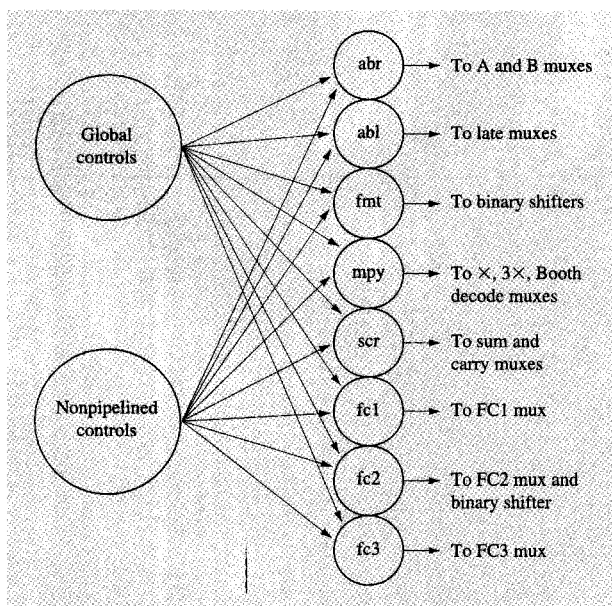 Global
controls
Nonpipelined
controls
abr
To A and B muxes
abl
To late muxes
fmt
To binary shifters
mpy
To ×, 3×, Booth
decode muxes
scr
To sum and
carry muxes
fc1
To FC1 mux
fc2
To FC2 mux and
binary shifter
fc3
To FC3 mux